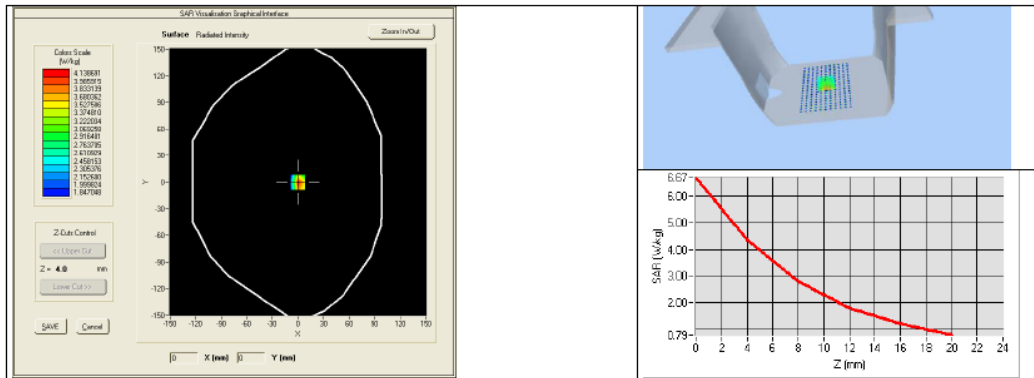 SAR Visualisation Graphical Interface
Surface Radiated Intensity
Zoom In/Out
Colors Scale
(W/kg)
4.138691
3.985915
3.833139
3.680362
3.527586
3.374810
3.222034
3.069258
2.916481
2.763705
2.610929
2.458153
2.305376
2.152600
1.999824
1.847048
Z-Cuts Control
<< Upper Cut
Z = 4.0 mm
Lower Cut >>
SAVE Cancel
150
120
90
60
30
0
-30
-60
-90
-120
-150
Y
-150 -120 -90 -60 -30 0 30 60 90 120 150
X
0 X (mm) 0 Y (mm)
6.67
6.00
5.00
4.00
3.00
2.00
0.79
SAR (W/kg)
0 2 4 6 8 10 12 14 16 18 20 22 24
Z (mm)